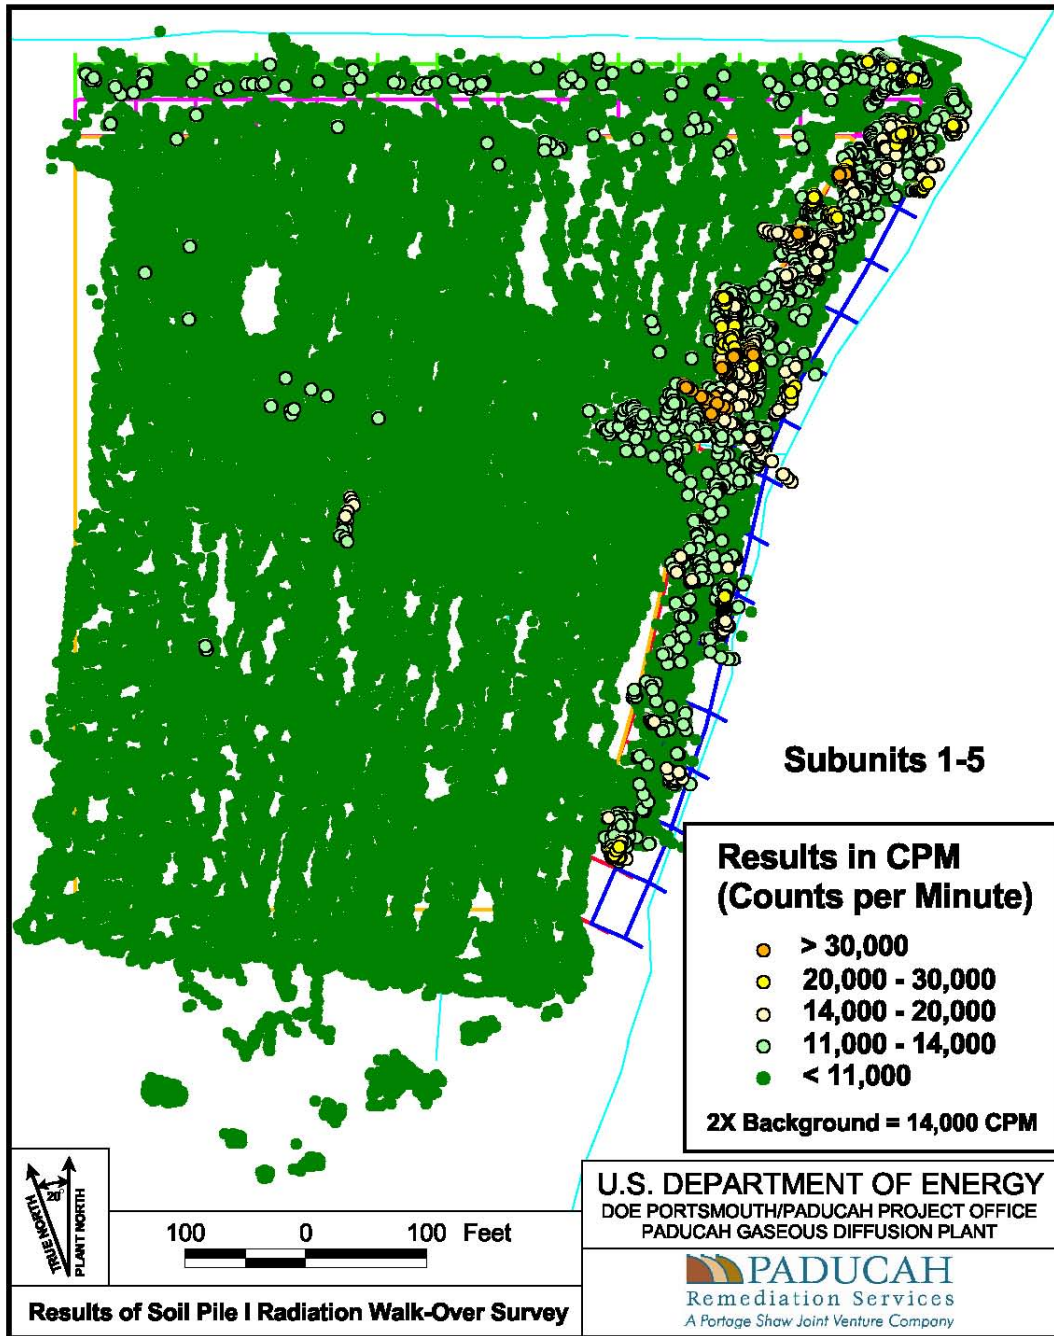 Subunits 1-5
Results in CPM
(Counts per Minute)
> 30,000
20,000 - 30,000
14,000 - 20,000
11,000 - 14,000
< 11,000
2X Background = 14,000 CPM
TRUE NORTH
20°
PLANT NORTH
100 0 100 Feet
Results of Soil Pile I Radiation Walk-Over Survey
U.S. DEPARTMENT OF ENERGY
DOE PORTSMOUTH/PADUCAH PROJECT OFFICE
PADUCAH GASEOUS DIFFUSION PLANT
PADUCAH
Remediation Services
A Portage Shaw Joint Venture Company